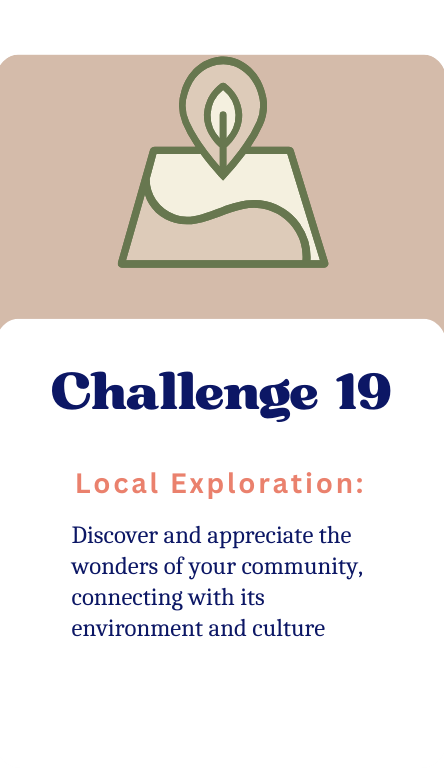 Challenge 19
Local Exploration:
Discover and appreciate the
wonders of your community,
connecting with its
environment and culture